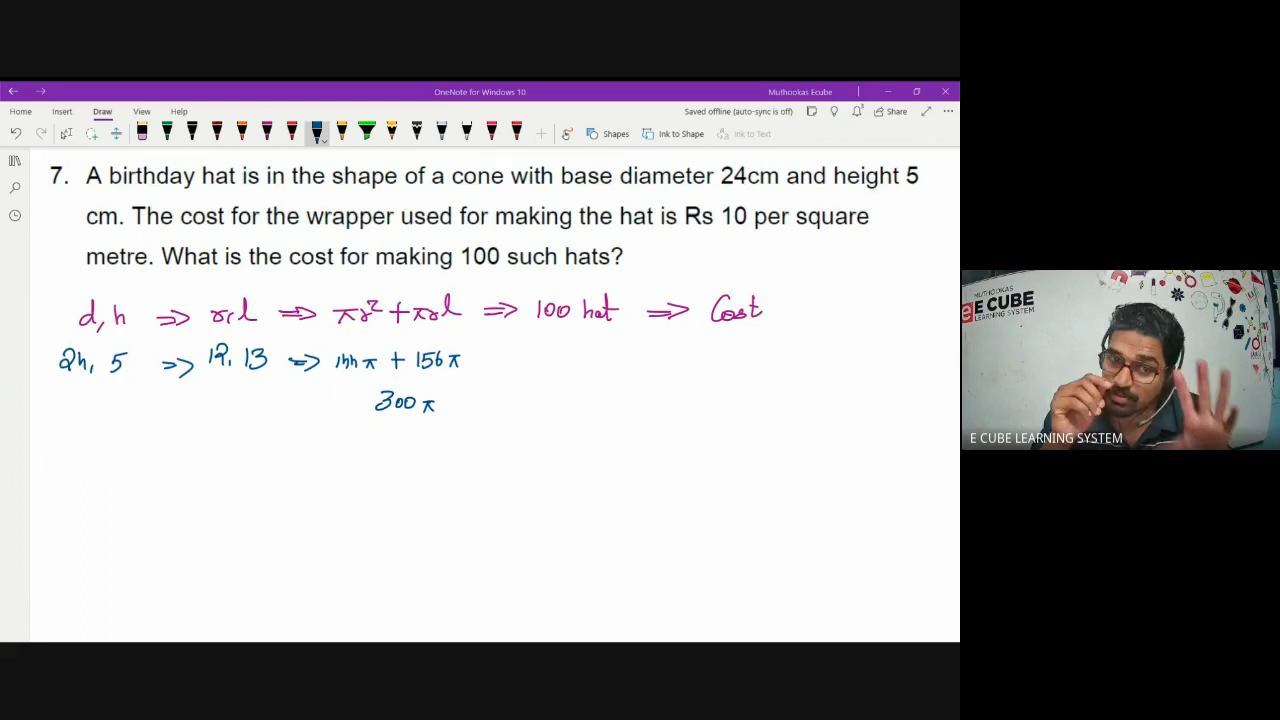 OneNote for Windows 10
Muthookas Ecube
Home Insert Draw View Help
Saved offline (auto-sync is off)
Share
Shapes
Ink to Shape
Ink to Text
7. A birthday hat is in the shape of a cone with base diameter 24cm and height 5
cm. The cost for the wrapper used for making the hat is Rs 10 per square
metre. What is the cost for making 100 such hats?
d, h ⇒ r, l ⇒ πr² + πrl ⇒ 100 hat ⇒ Cost
24, 5 ⇒ 12, 13 ⇒ 144π + 156π
300π
MUTHOOKAS
e E CUBE
LEARNING SYSTEM
E CUBE LEARNING SYSTEM